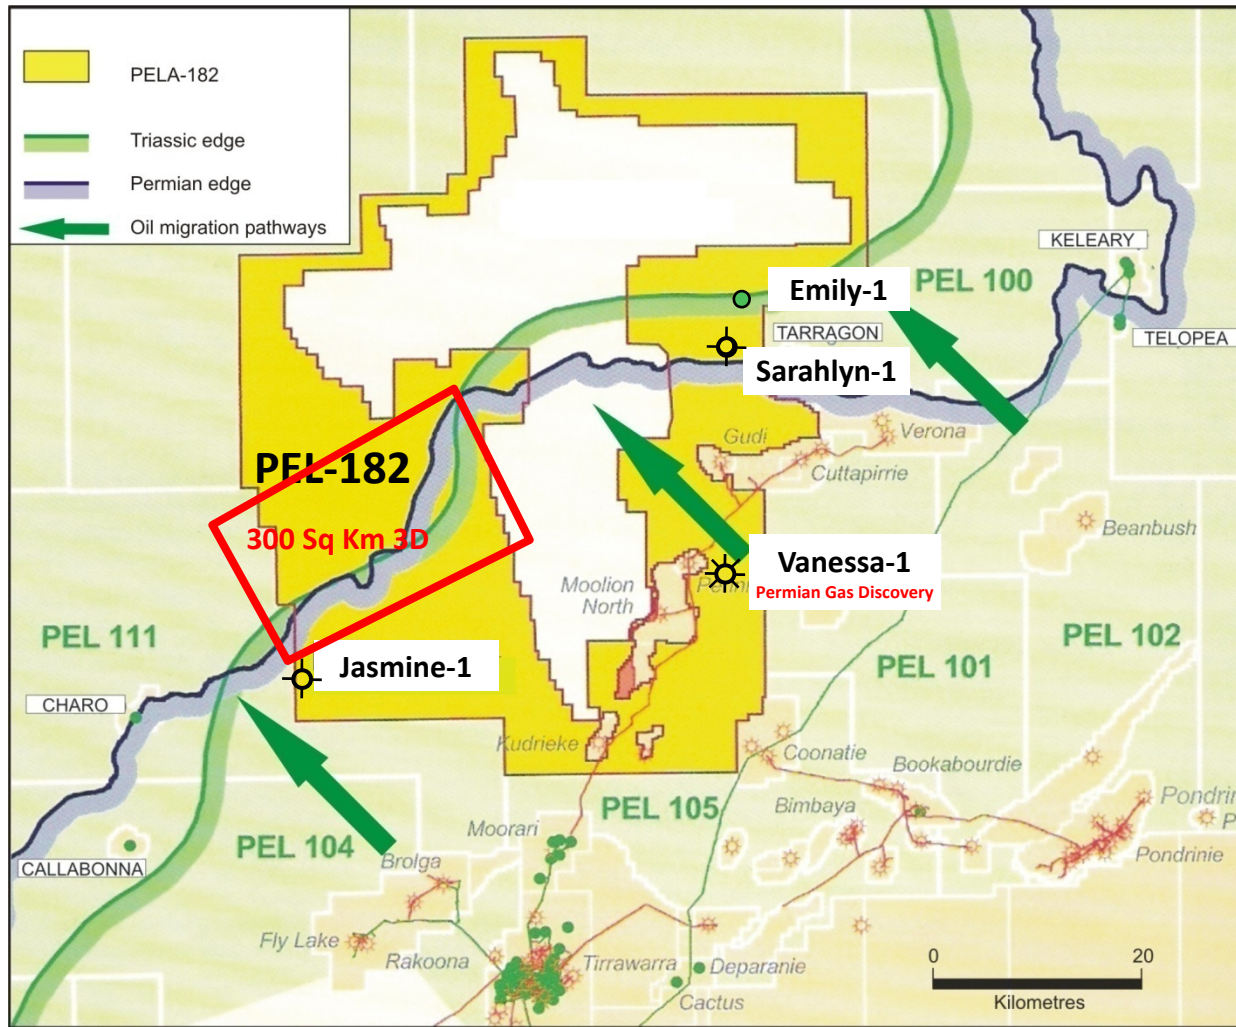 PELA-182
Triassic edge
Permian edge
Oil migration pathways
KELEARY
PEL 100
Emily-1
TARRAGON
TELOPEA
Sarahlyn-1
Gudi
Verona
Cuttapirrie
PEL-182
300 Sq Km 3D
Beanbush
Vanessa-1
Permian Gas Discovery
Moolion
North
PEL 111
PEL 102
PEL 101
Jasmine-1
CHARO
Kudrieke
Coonatie
Bookabourdie
PEL 105
Bimbaya
Moorari
PEL 104
Brolga
CALLABONNA
Pondrinie
Fly Lake
Rakoona
Tirrawarra
Deparanie
Cactus
0
20
Kilometres